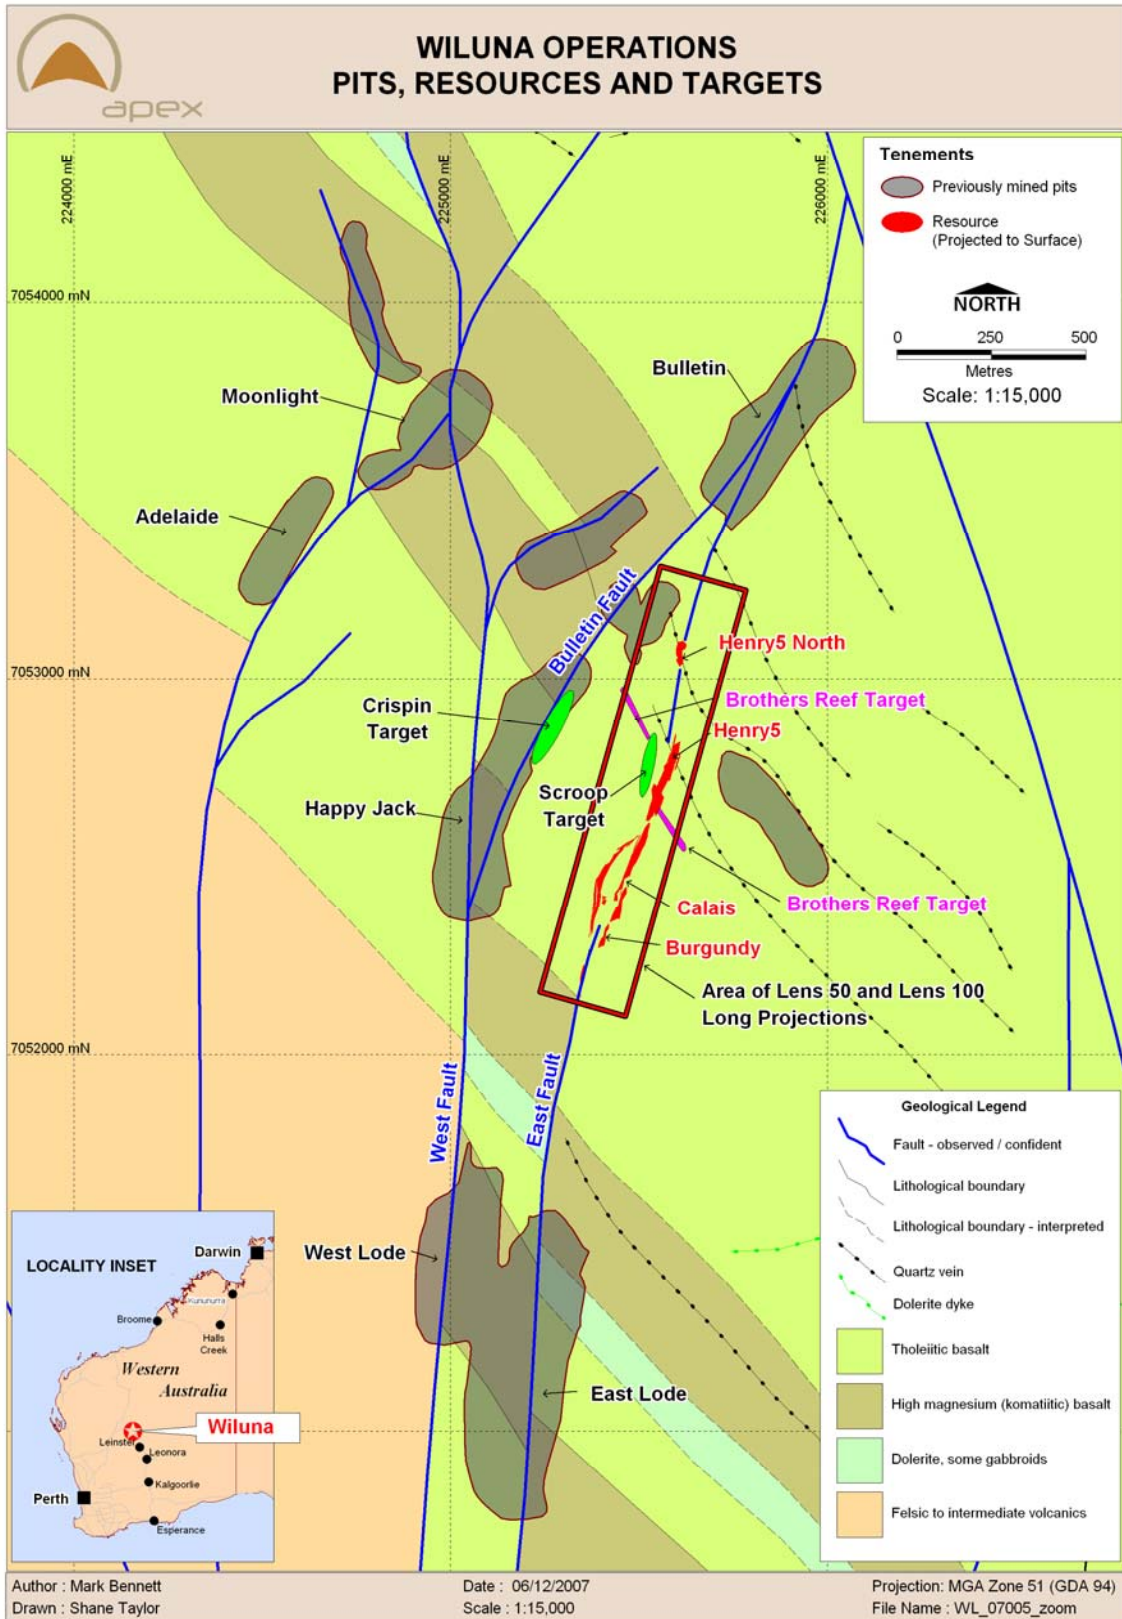 apex
WILUNA OPERATIONS
PITS, RESOURCES AND TARGETS
224000 mE
225000 mE
226000 mE
Tenements
Previously mined pits
Resource
(Projected to Surface)
NORTH
0 250 500
Metres
Scale: 1:15,000
7054000 mN
Bulletin
Moonlight
Adelaide
Bulletin Fault
Henry5 North
7053000 mN
Crispin
Target
Brothers Reef Target
Henry5
Scroop
Target
Happy Jack
Calais
Brothers Reef Target
Burgundy
Area of Lens 50 and Lens 100
Long Projections
7052000 mN
West Fault
East Fault
West Lode
East Lode
Geological Legend
Fault - observed / confident
Lithological boundary
Lithological boundary - interpreted
Quartz vein
Dolerite dyke
Tholeiitic basalt
High magnesium (komatiitic) basalt
Dolerite, some gabbroids
Felsic to intermediate volcanics
LOCALITY INSET
Darwin
Kununurra
Broome
Halls
Creek
Western
Australia
Wiluna
Leinster
Leonora
Kalgoorlie
Perth
Esperance
Author : Mark Bennett
Date : 06/12/2007
Projection: MGA Zone 51 (GDA 94)
Drawn : Shane Taylor
Scale : 1:15,000
File Name : WL_07005_zoom